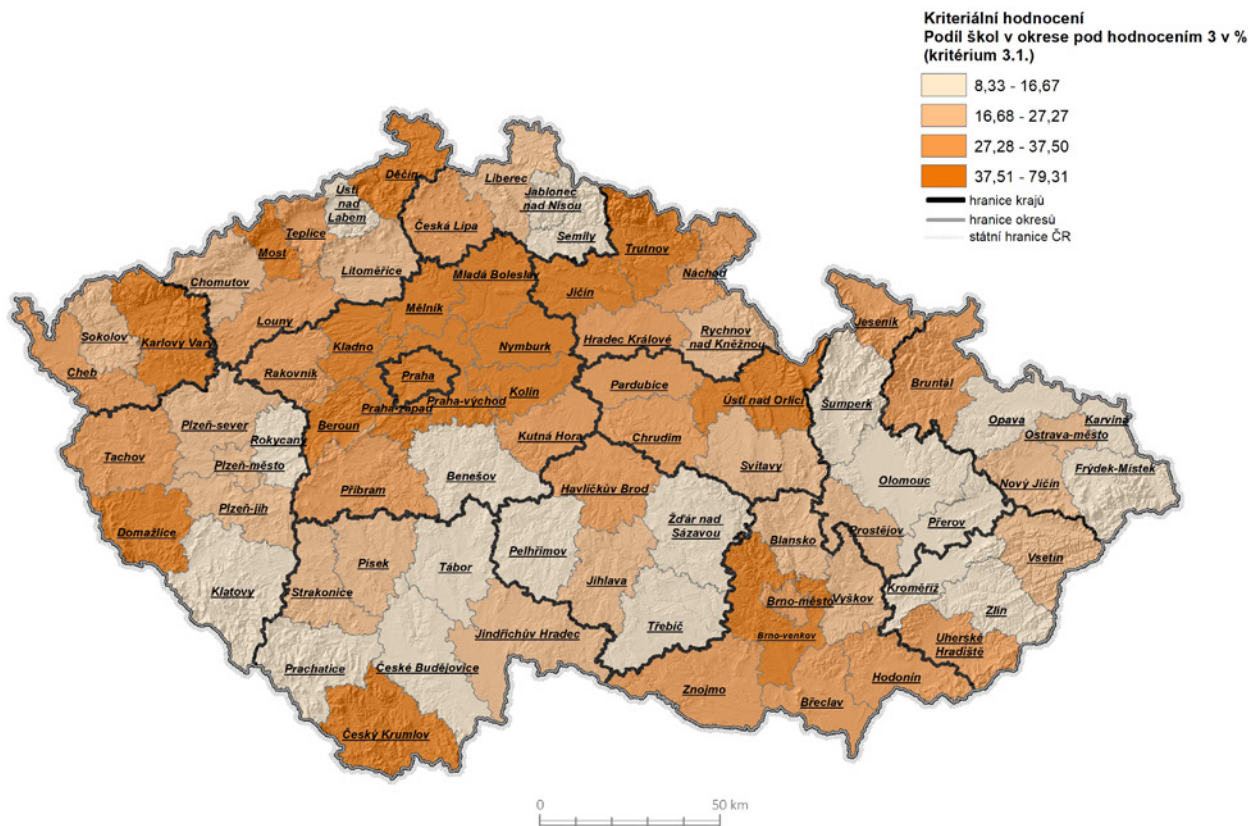 Kriteriální hodnocení
Podíl škol v okrese pod hodnocením 3 v %
(kritérium 3.1.)
8,33 - 16,67
16,68 - 27,27
27,28 - 37,50
37,51 - 79,31
hranice krajů
hranice okresů
státní hranice ČR
Děčín
Liberec
Ústí
nad
Labem
Jablonec
nad Nisou
Česká Lípa
Semily
Teplice
Trutnov
Most
Litoměřice
Mladá Bolesla
Náchod
Chomutov
Jičín
Mělník
Louny
Sokolov
Karlovy Vary
Kladno
Nymburk
Hradec Králové
Rychnov
nad Kněžnou
Jeseník
Cheb
Rakovník
Praha
Kolín
Pardubice
Bruntál
Praha-západ
Praha-východ
Ústí nad Orlicí
Šumperk
Beroun
Plzeň-sever
Rokycany
Kutná Hora
Chrudim
Opava
Karviná
Ostrava-město
Tachov
Plzeň-město
Benešov
Svitavy
Frýdek-Místek
Příbram
Havlíčkův Brod
Olomouc
Nový Jičín
Plzeň-jih
Domažlice
Žďár nad
Sázavou
Prostějov
Přerov
Pelhřimov
Blansko
Vsetín
Písek
Tábor
Jihlava
Klatovy
Strakonice
Kroměříž
Brno-město
Vyškov
Zlín
Třebíč
Jindřichův Hradec
Brno-venkov
Uherské
Hradiště
Prachatice
České Budějovice
Hodonín
Znojmo
Břeclav
Český Krumlov
0
50 km